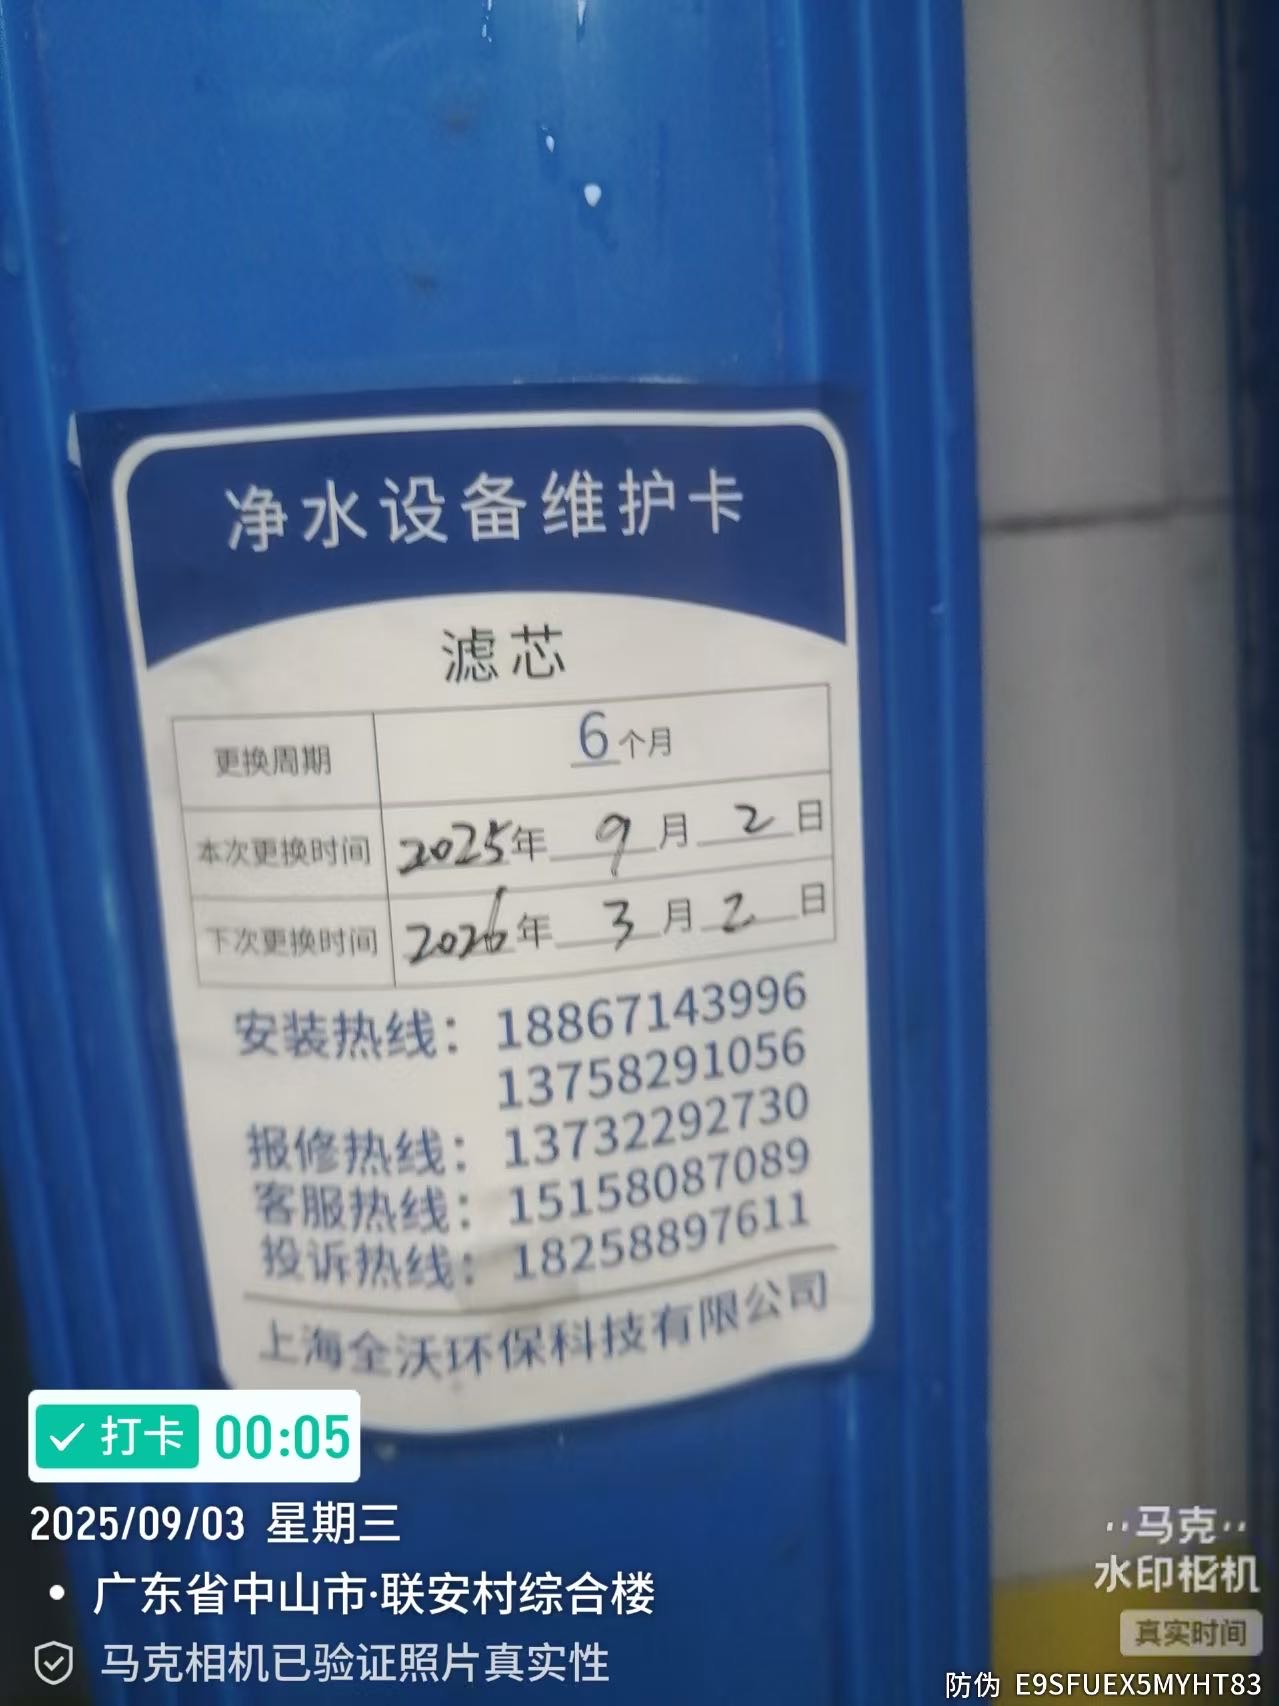 净水设备维护卡
滤芯
更换周期 6个月
本次更换时间 2025年 9月 2日
下次更换时间 2026年 3月 2日
安装热线：18867143996
13758291056
报修热线：13732292730
客服热线：15158087089
投诉热线：18258897611
上海全沃环保科技有限公司
打卡 00:05
2025/09/03 星期三
广东省中山市·联安村综合楼
马克相机已验证照片真实性
马克
水印相机
真实时间
防伪 E9SFUEX5MYHT83